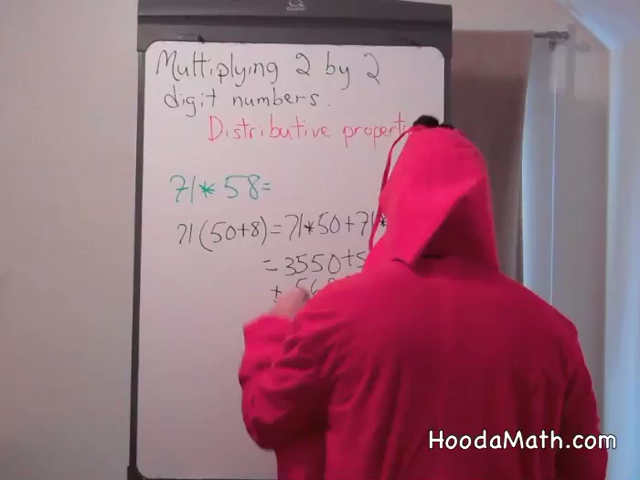 Multiplying 2 by 2
digit numbers.
Distributive propert
71*58=
71(50+8)=71*50+71*
=3550+5
+ 568
HoodaMath.com